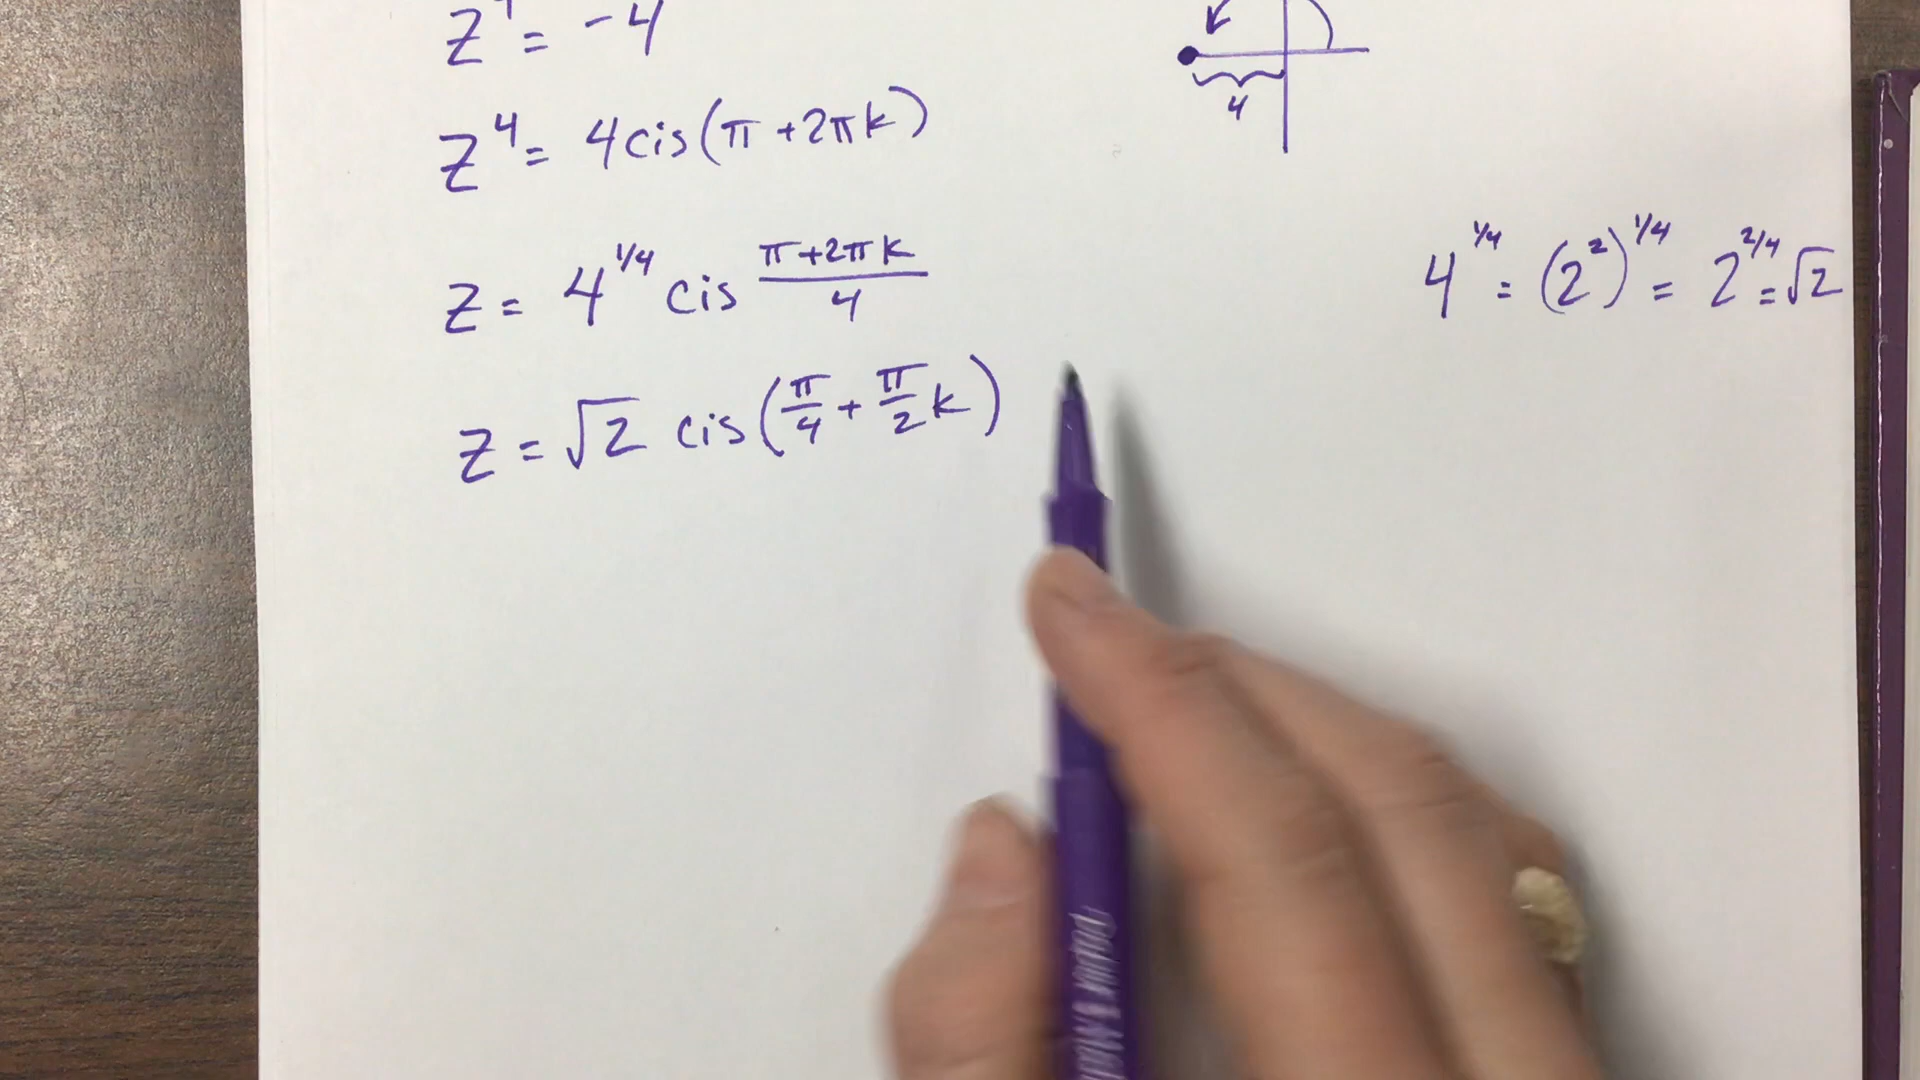 z⁴ = -4
z⁴ = 4cis(π+2πk)
4
z = 4^(1/4) cis (π+2πk)/4
4^(1/4) = (2²)^(1/4) = 2^(2/4) = √2
z = √2 cis(π/4 + π/2 k)